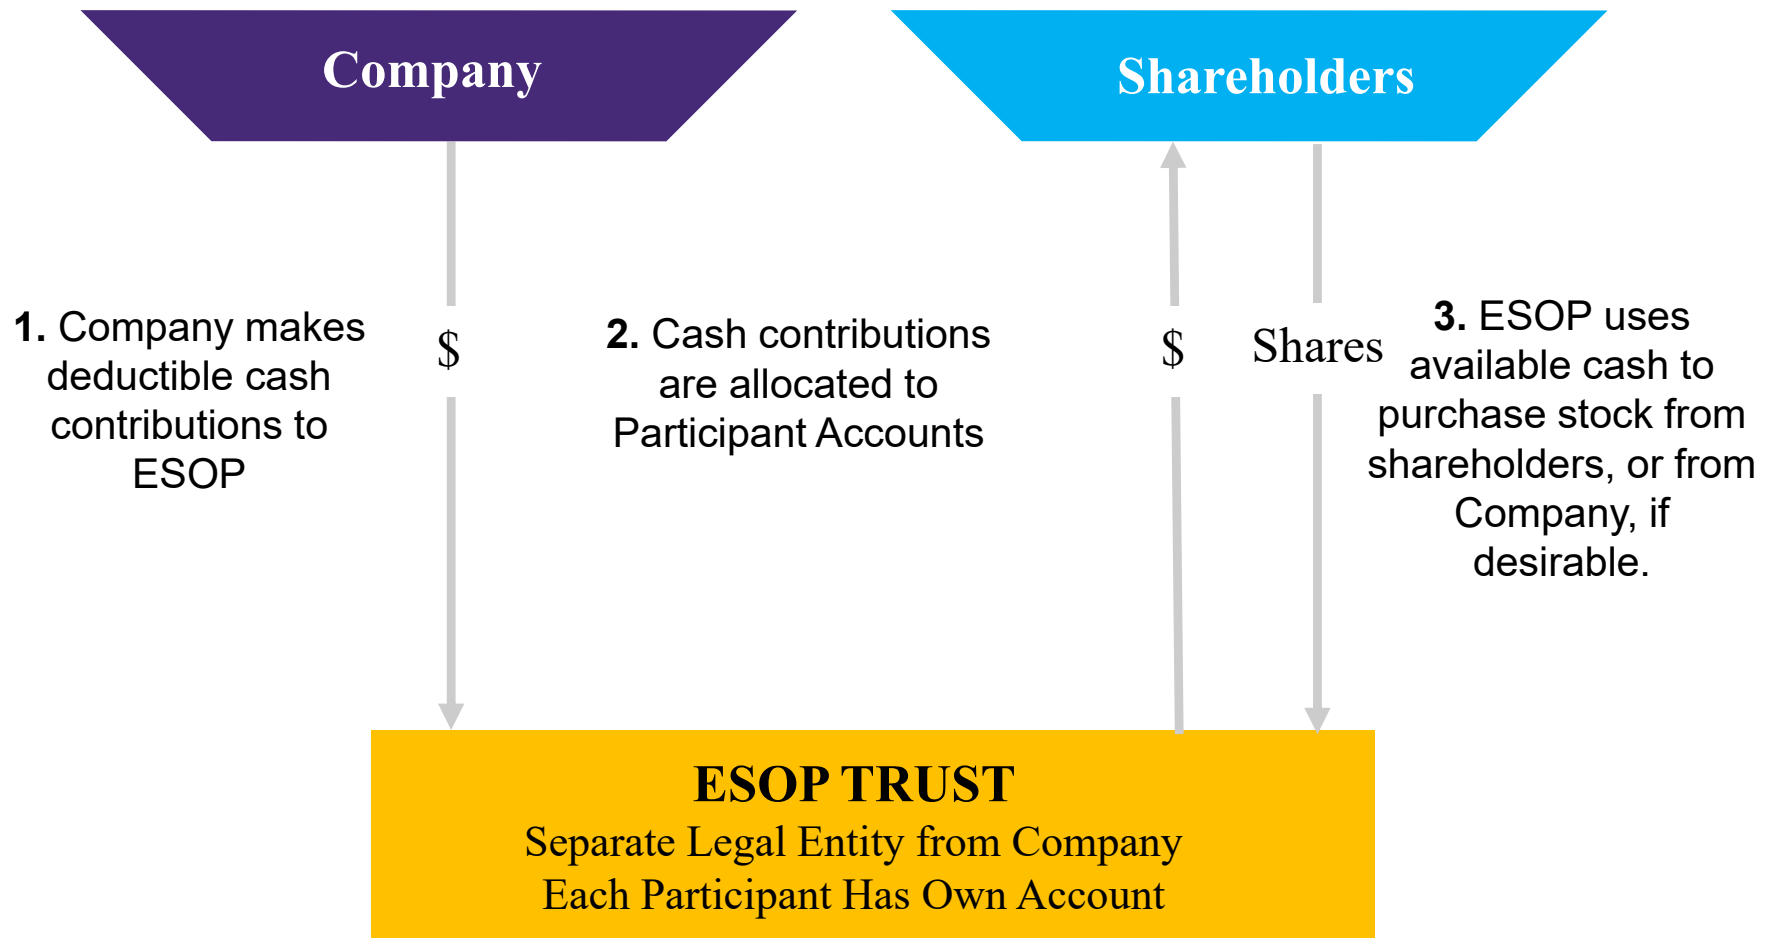 Company
Shareholders
1. Company makes
deductible cash
contributions to
ESOP
$
2. Cash contributions
are allocated to
Participant Accounts
$
Shares
3. ESOP uses
available cash to
purchase stock from
shareholders, or from
Company, if
desirable.
ESOP TRUST
Separate Legal Entity from Company
Each Participant Has Own Account